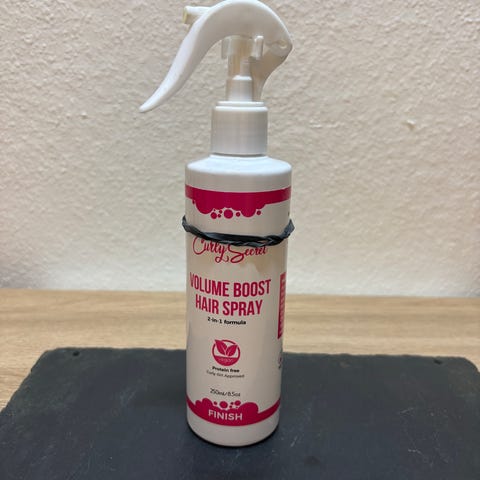 Curly Secret
VOLUME BOOST
HAIR SPRAY
2-in-1 formula
vegan
Protein free
Curly Girl Approved
250ml/8.5oz
FINISH